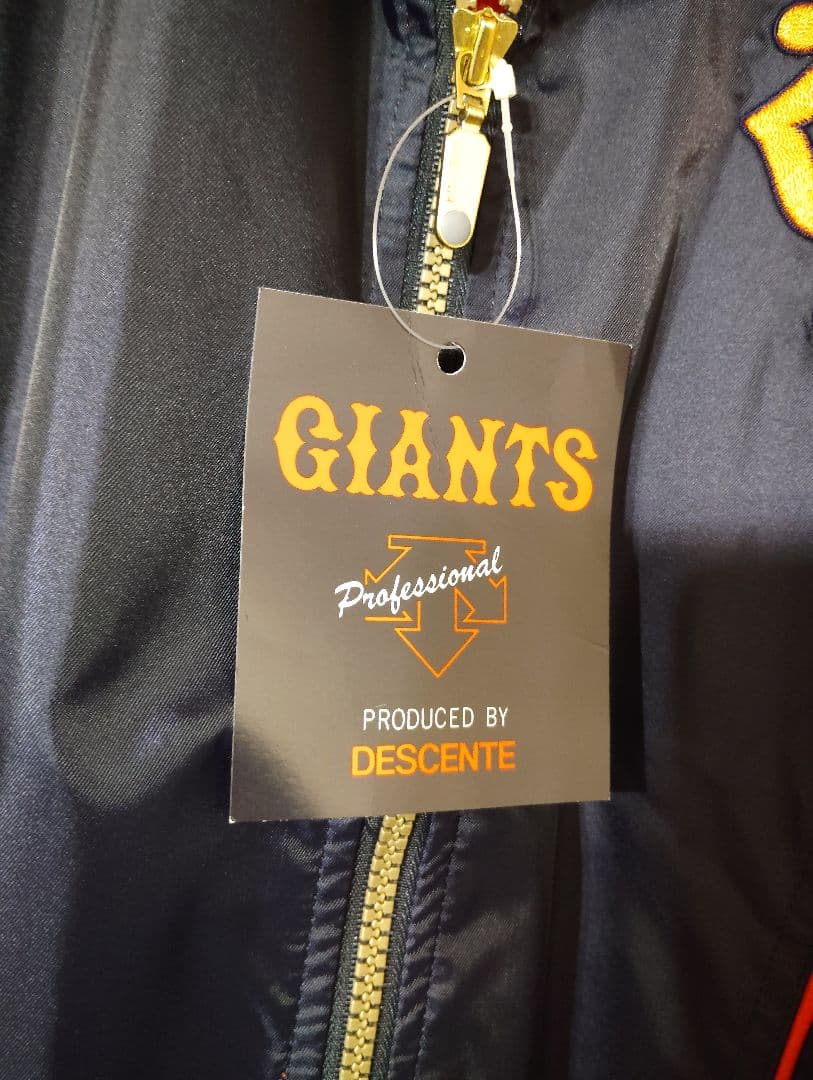 GIANTS
Professional
PRODUCED BY
DESCENTE